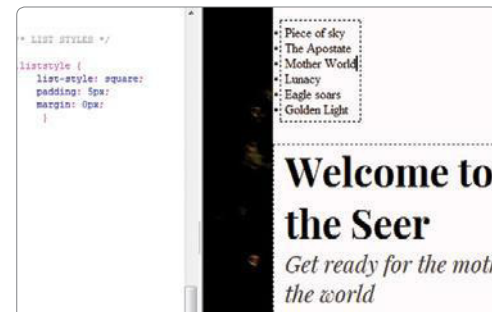 * LIST STYLES */
liststyle {
list-style: square;
padding: 5px;
margin: 0px;
}
Piece of sky
The Apostate
Mother World
Lunacy
Eagle soars
Golden Light
Welcome to
the Seer
Get ready for the moth
the world